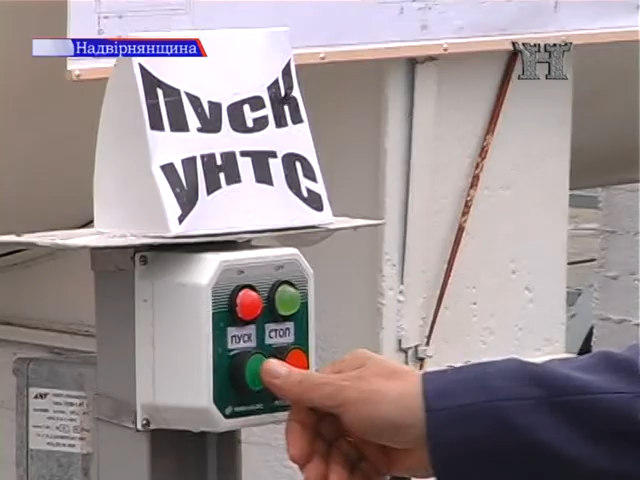 Надвірнянщина
Н
ПУСК
УНТС
ON OFF
ПУСК СТОП